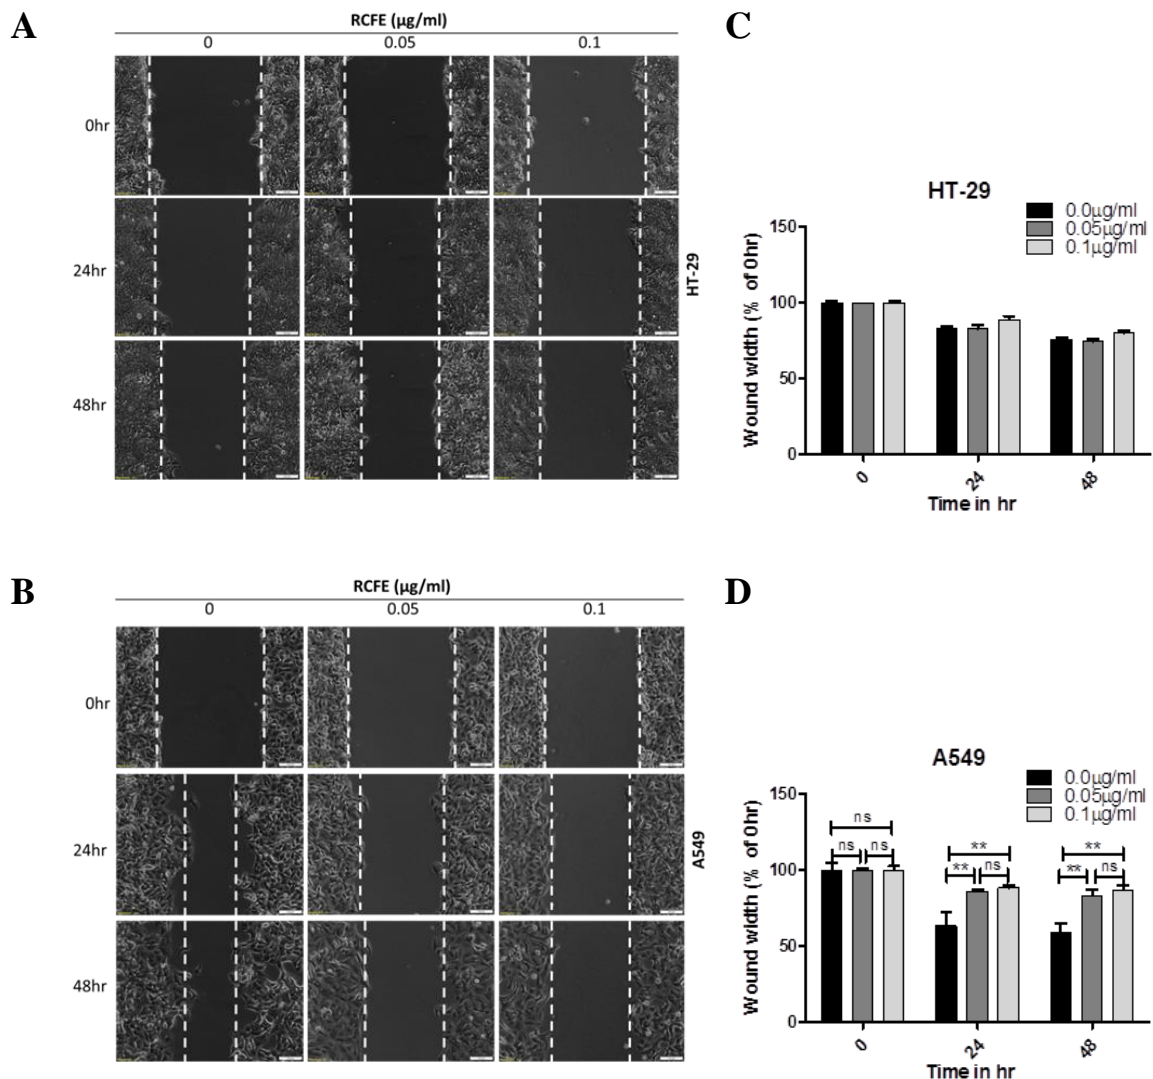 A
RCFE (µg/ml)
0 0.05 0.1
0hr
24hr
48hr
HT-29
C
HT-29
0.0µg/ml
0.05µg/ml
0.1µg/ml
Wound width (% of 0hr)
150
100
50
0
0 24 48
Time in hr
B
RCFE (µg/ml)
0 0.05 0.1
0hr
24hr
48hr
A549
D
A549
0.0µg/ml
0.05µg/ml
0.1µg/ml
Wound width (% of 0hr)
150
100
50
0
ns
ns ns
**
** ns
**
** ns
0 24 48
Time in hr